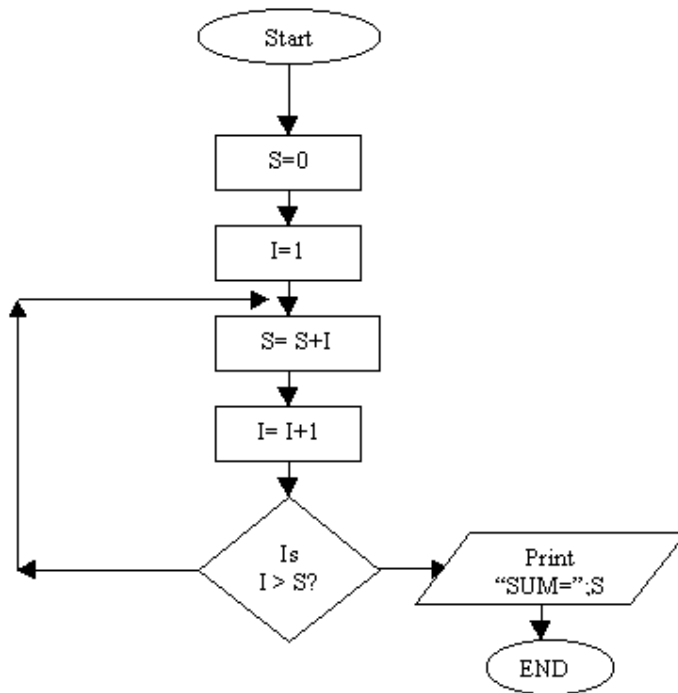 Start
S=0
I=1
S= S+I
I= I+1
Is
I > S?
Print
“SUM=”;S
END